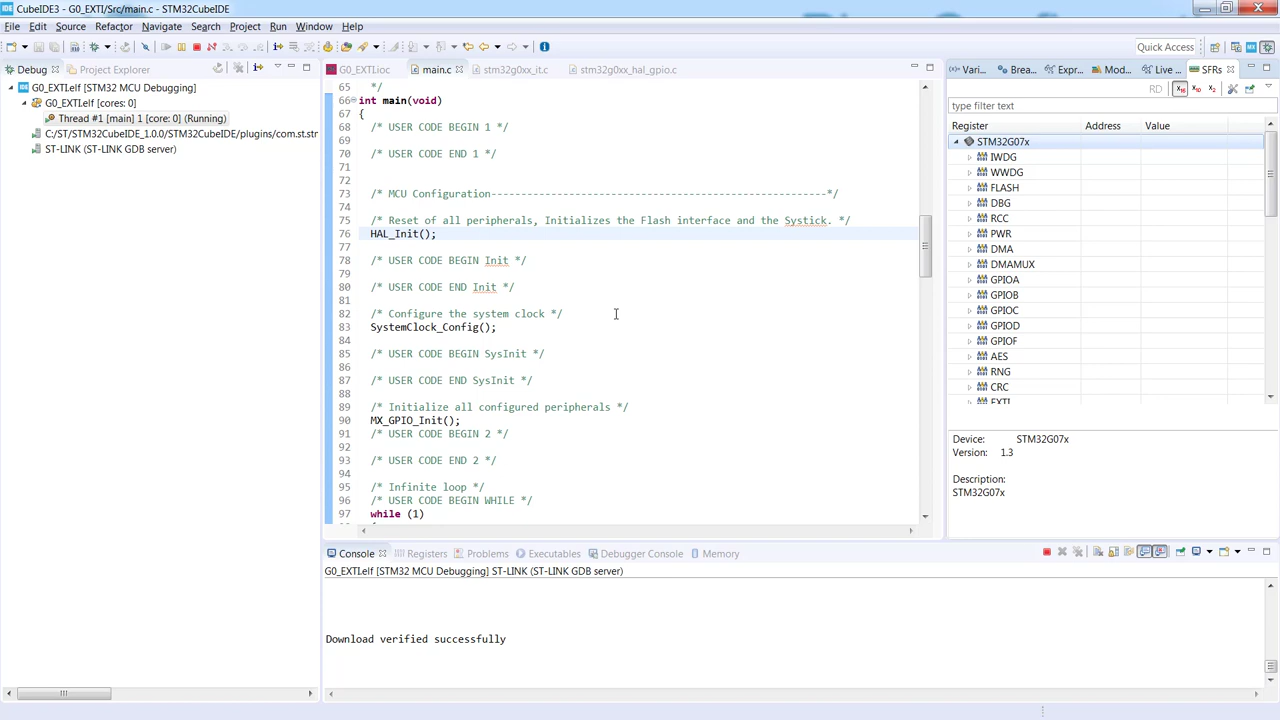 CubeIDE3 - G0_EXTI/Src/main.c - STM32CubeIDE
File Edit Source Refactor Navigate Search Project Run Window Help
Quick Access
Debug
Project Explorer
G0_EXTI.elf [STM32 MCU Debugging]
G0_EXTI.elf [cores: 0]
Thread #1 [main] 1 [core: 0] (Running)
C:/ST/STM32CubeIDE_1.0.0/STM32CubeIDE/plugins/com.st.stm
ST-LINK (ST-LINK GDB server)
G0_EXTI.ioc
main.c
stm32g0xx_it.c
stm32g0xx_hal_gpio.c
65 */
66 int main(void)
67 {
68 /* USER CODE BEGIN 1 */
69
70 /* USER CODE END 1 */
71
72
73 /* MCU Configuration--------------------------------------------------------*/
74
75 /* Reset of all peripherals, Initializes the Flash interface and the Systick. */
76 HAL_Init();
77
78 /* USER CODE BEGIN Init */
79
80 /* USER CODE END Init */
81
82 /* Configure the system clock */
83 SystemClock_Config();
84
85 /* USER CODE BEGIN SysInit */
86
87 /* USER CODE END SysInit */
88
89 /* Initialize all configured peripherals */
90 MX_GPIO_Init();
91 /* USER CODE BEGIN 2 */
92
93 /* USER CODE END 2 */
94
95 /* Infinite loop */
96 /* USER CODE BEGIN WHILE */
97 while (1)
Vari... Brea... Expr... Mod... Live ... SFRs
RD
type filter text
Register Address Value
STM32G07x
IWDG
WWDG
FLASH
DBG
RCC
PWR
DMA
DMAMUX
GPIOA
GPIOB
GPIOC
GPIOD
GPIOF
AES
RNG
CRC
EXTI
Device: STM32G07x
Version: 1.3
Description:
STM32G07x
Console Registers Problems Executables Debugger Console Memory
G0_EXTI.elf [STM32 MCU Debugging] ST-LINK (ST-LINK GDB server)
Download verified successfully